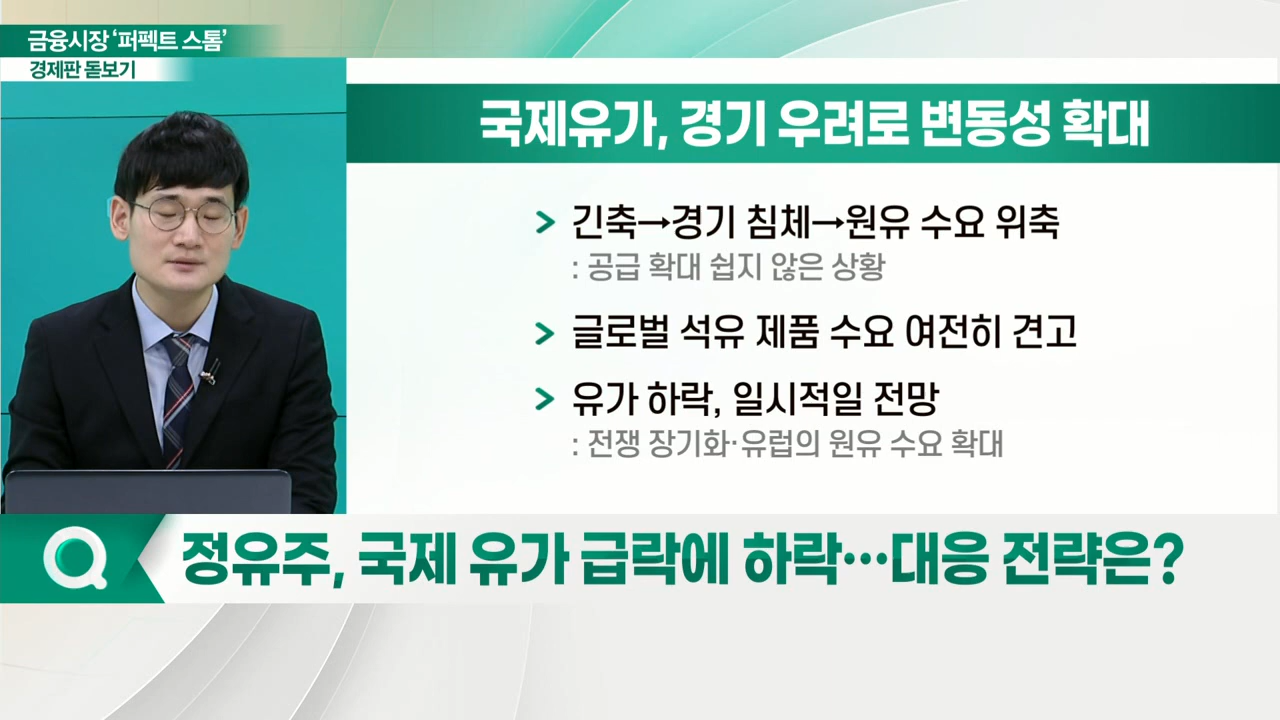 금융시장 '퍼펙트 스톰'
경제판 돋보기
국제유가, 경기 우려로 변동성 확대
> 긴축→경기 침체→원유 수요 위축
: 공급 확대 쉽지 않은 상황
> 글로벌 석유 제품 수요 여전히 견고
> 유가 하락, 일시적일 전망
: 전쟁 장기화·유럽의 원유 수요 확대
정유주, 국제 유가 급락에 하락…대응 전략은?